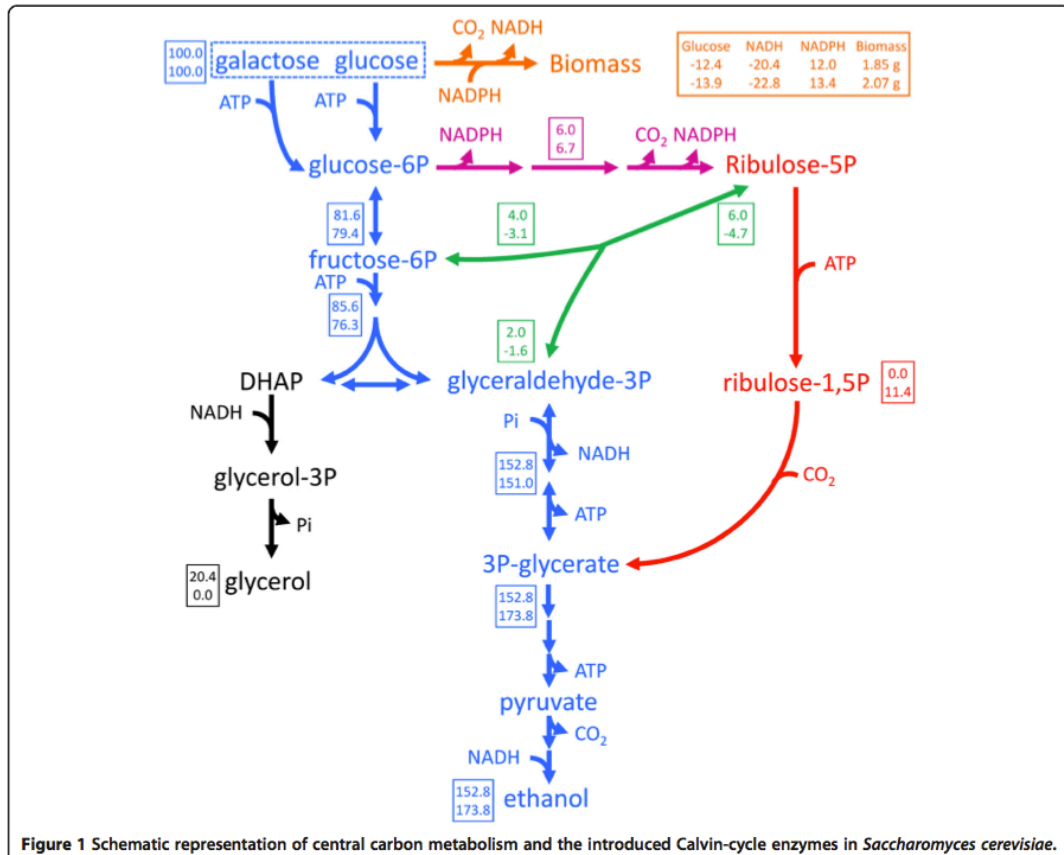 CO2 NADH
100.0
100.0
galactose glucose
Biomass
Glucose NADH NADPH Biomass
-12.4 -20.4 12.0 1.85 g
-13.9 -22.8 13.4 2.07 g
ATP
ATP
NADPH
NADPH
6.0
6.7
CO2 NADPH
glucose-6P
Ribulose-5P
81.6
79.4
4.0
-3.1
6.0
-4.7
fructose-6P
ATP
ATP
85.6
76.3
2.0
-1.6
DHAP
glyceraldehyde-3P
ribulose-1,5P
0.0
11.4
NADH
Pi
NADH
152.8
151.0
glycerol-3P
CO2
ATP
Pi
3P-glycerate
20.4
0.0
glycerol
152.8
173.8
ATP
pyruvate
CO2
NADH
152.8
173.8
ethanol
Figure 1 Schematic representation of central carbon metabolism and the introduced Calvin-cycle enzymes in Saccharomyces cerevisiae.